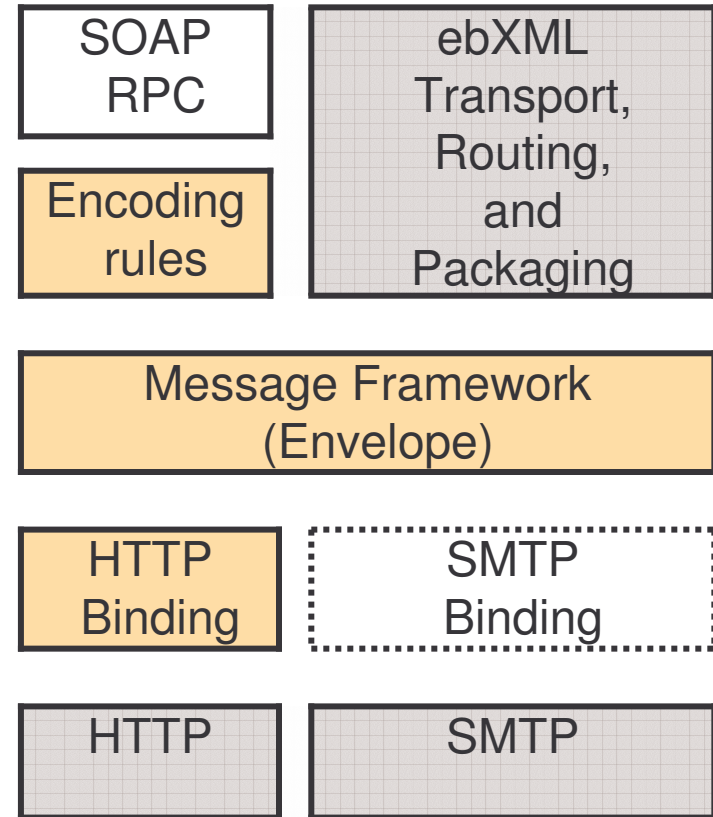 SOAP
RPC
ebXML
Transport,
Routing,
and
Packaging
Encoding
rules
Message Framework
(Envelope)
HTTP
Binding
SMTP
Binding
HTTP
SMTP